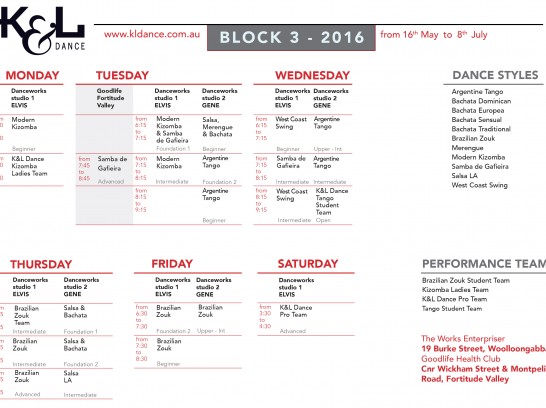 K&L
DANCE
www.kldance.com.au
BLOCK 3 - 2016
from 16th May to 8th July
MONDAY
Danceworks
studio 1
ELVIS
Modern
Kizomba
Beginner
K&L Dance
Kizomba
Ladies Team
TUESDAY
Goodlife
Fortitude
Valley
Danceworks
studio 1
ELVIS
Danceworks
studio 2
GENE
from
6:15
to
7:15
Modern
Kizomba
& Samba
de Gafieira
Foundation 1
Salsa,
Merengue
& Bachata
Beginner
from
7:45
to
8:45
Samba de
Gafieira
Advanced
from
7:15
to
8:15
Modern
Kizomba
Intermediate
Argentine
Tango
Foundation 2
from
8:15
to
9:15
Argentine
Tango
Beginner
WEDNESDAY
Danceworks
studio 1
ELVIS
Danceworks
studio 2
GENE
from
6:15
to
7:15
West Coast
Swing
Beginner
Argentine
Tango
Upper - Int
from
7:15
to
8:15
Samba de
Gafieira
Intermediate
Argentine
Tango
Intermediate
from
8:15
to
9:15
West Coast
Swing
Intermediate
K&L Dance
Tango
Student
Team
Open
DANCE STYLES
Argentine Tango
Bachata Dominican
Bachata Europea
Bachata Sensual
Bachata Traditional
Brazilian Zouk
Merengue
Modern Kizomba
Samba de Gafieira
Salsa LA
West Coast Swing
THURSDAY
Danceworks
studio 1
ELVIS
Danceworks
studio 2
GENE
Brazilian
Zouk
Team
Intermediate
Salsa &
Bachata
Foundation 1
Brazilian
Zouk
Intermediate
Salsa &
Bachata
Foundation 2
Brazilian
Zouk
Advanced
Salsa
LA
Intermediate
FRIDAY
Danceworks
studio 1
ELVIS
Danceworks
studio 2
GENE
from
6:30
to
7:30
Brazilian
Zouk
Foundation 2
Brazilian
Zouk
Upper - Int
from
7:30
to
8:30
Brazilian
Zouk
Beginner
SATURDAY
Danceworks
studio 1
ELVIS
from
3:30
to
4:30
K&L Dance
Pro Team
Advanced
PERFORMANCE TEAM
Brazilian Zouk Student Team
Kizomba Ladies Team
K&L Dance Pro Team
Tango Student Team
The Works Enterpriser
19 Burke Street, Woolloongabba
Goodlife Health Club
Cnr Wickham Street & Montpeli
Road, Fortitude Valley